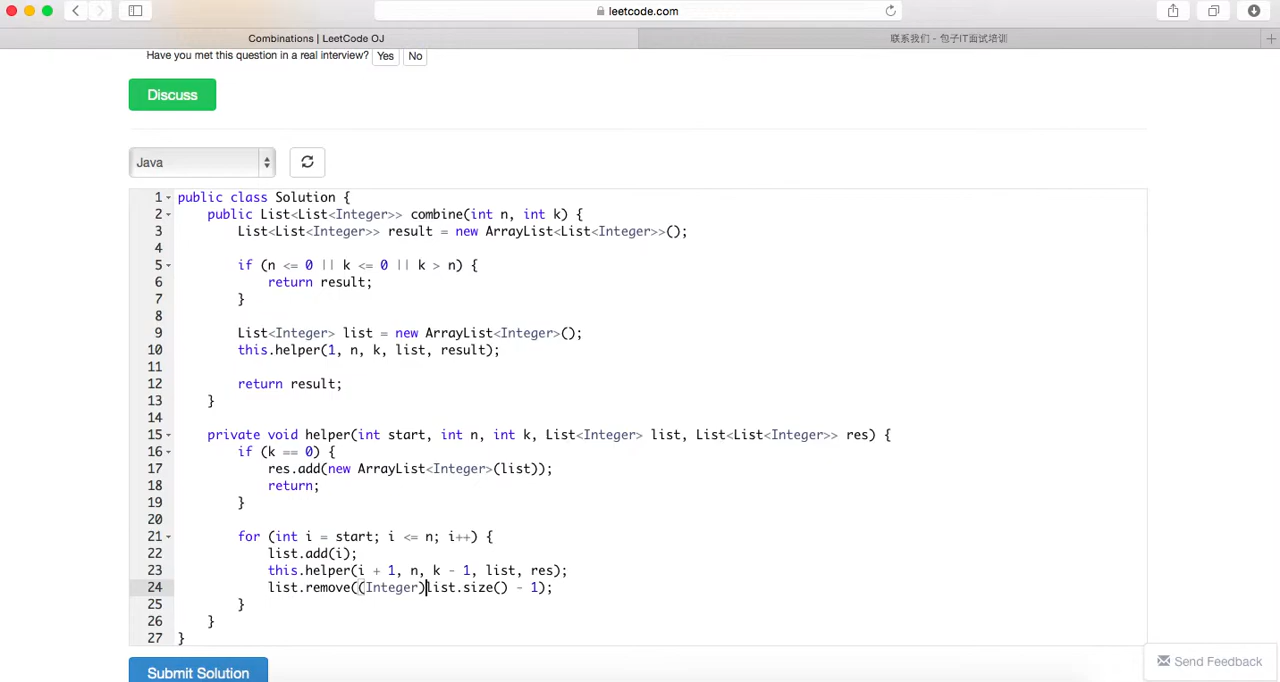 leetcode.com
Combinations | LeetCode OJ
联系我们 - 包子IT面试培训
Have you met this question in a real interview? Yes No
Discuss
Java
1 public class Solution {
2 public List<List<Integer>> combine(int n, int k) {
3 List<List<Integer>> result = new ArrayList<List<Integer>>();
4
5 if (n <= 0 || k <= 0 || k > n) {
6 return result;
7 }
8
9 List<Integer> list = new ArrayList<Integer>();
10 this.helper(1, n, k, list, result);
11
12 return result;
13 }
14
15 private void helper(int start, int n, int k, List<Integer> list, List<List<Integer>> res) {
16 if (k == 0) {
17 res.add(new ArrayList<Integer>(list));
18 return;
19 }
20
21 for (int i = start; i <= n; i++) {
22 list.add(i);
23 this.helper(i + 1, n, k - 1, list, res);
24 list.remove((Integer)list.size() - 1);
25 }
26 }
27 }
Send Feedback
Submit Solution